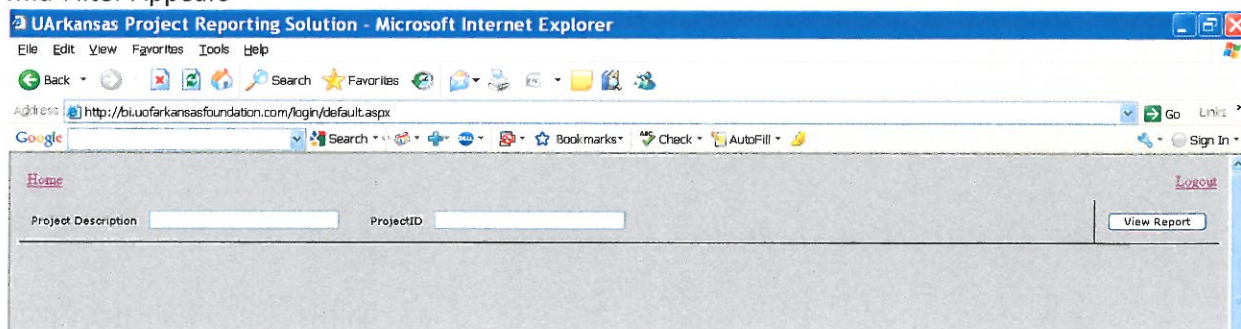 UArkansas Project Reporting Solution - Microsoft Internet Explorer
File Edit View Favorites Tools Help
Back Search Favorites
Address http://bi.uofarkansasfoundation.com/login/default.aspx Go Links »
Google Search Bookmarks Check AutoFill Sign In
Home Logout
Project Description ProjectID View Report